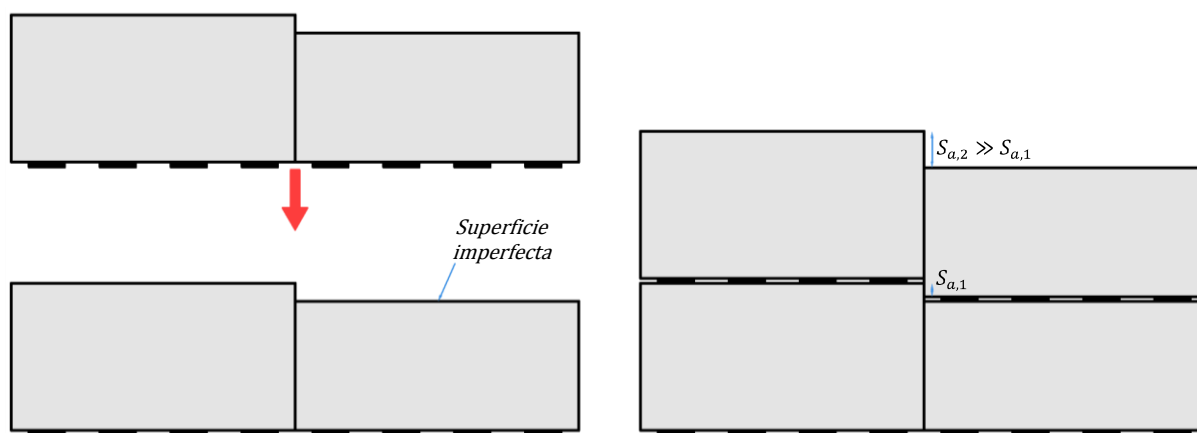 Superficie
imperfecta
S_{a,2} ≫ S_{a,1}
S_{a,1}